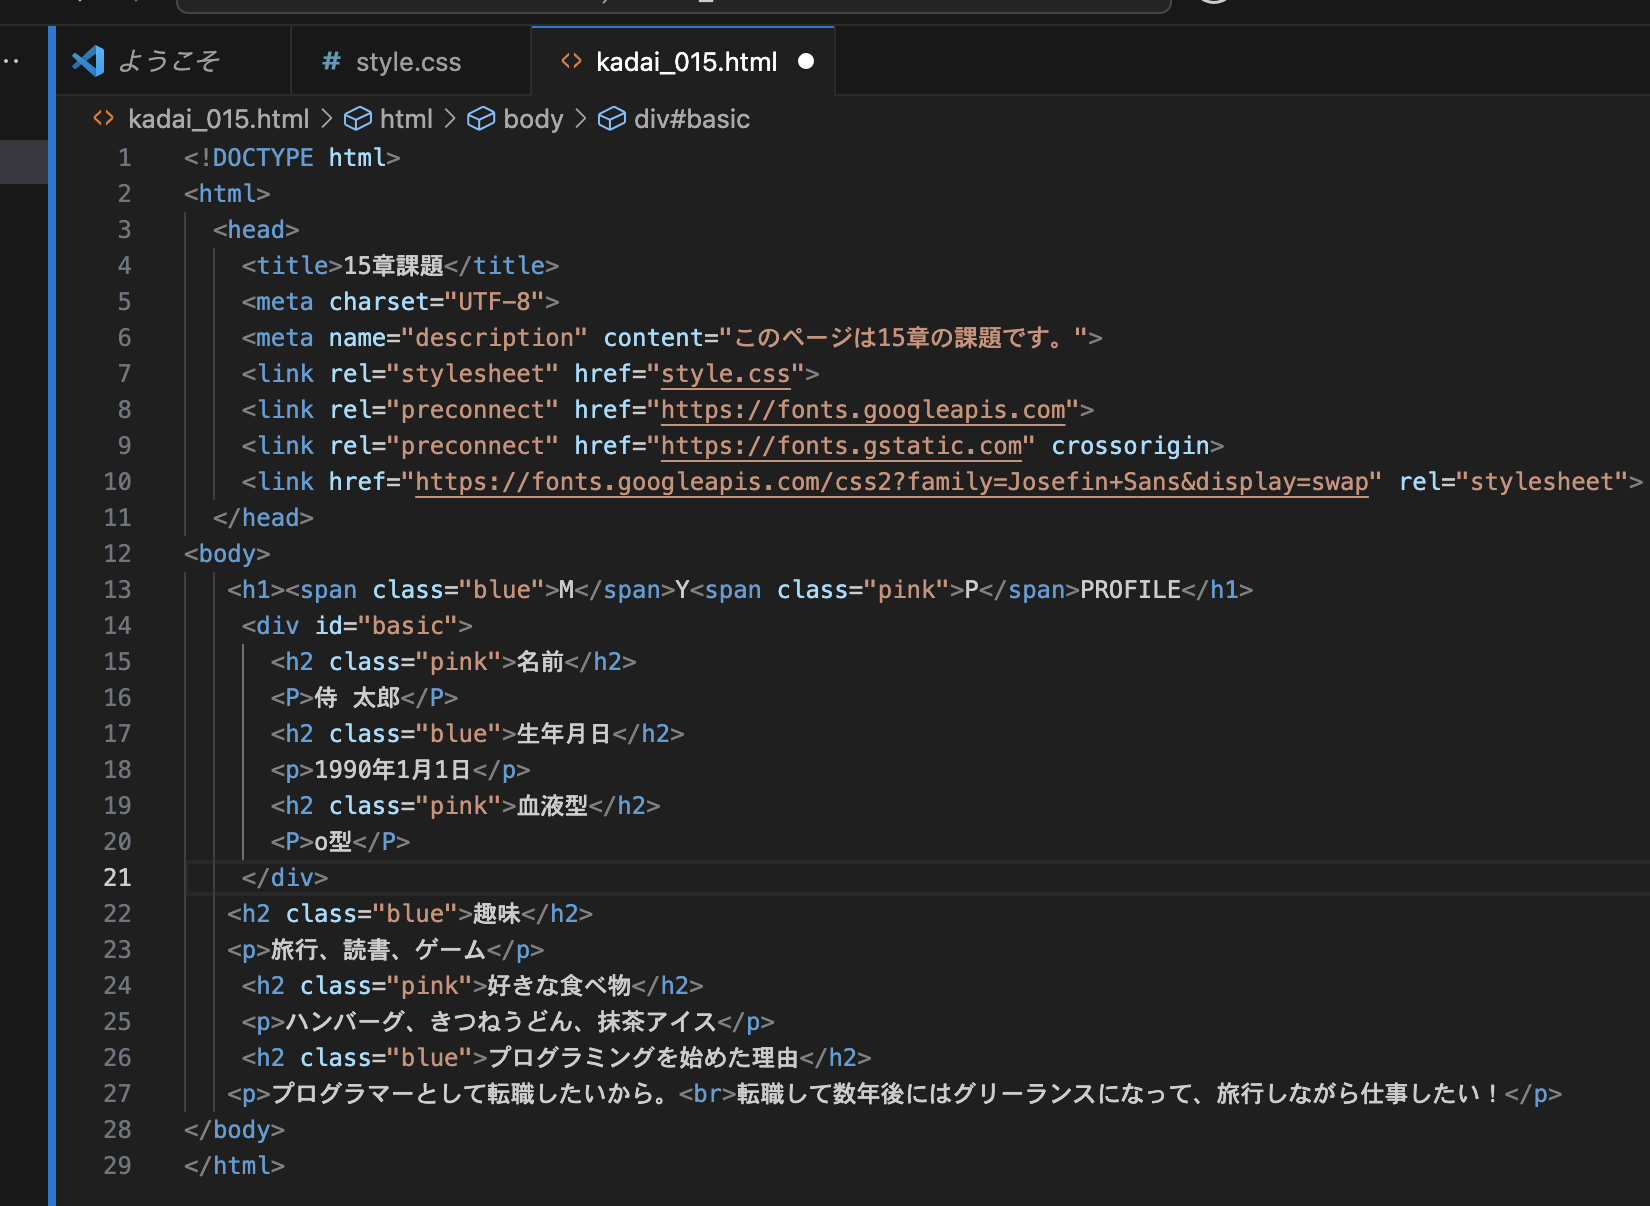 ようこそ
# style.css
<> kadai_015.html
<> kadai_015.html > html > body > div#basic
1 <!DOCTYPE html>
2 <html>
3 <head>
4 <title>15章課題</title>
5 <meta charset="UTF-8">
6 <meta name="description" content="このページは15章の課題です。">
7 <link rel="stylesheet" href="style.css">
8 <link rel="preconnect" href="https://fonts.googleapis.com">
9 <link rel="preconnect" href="https://fonts.gstatic.com" crossorigin>
10 <link href="https://fonts.googleapis.com/css2?family=Josefin+Sans&display=swap" rel="stylesheet">
11 </head>
12 <body>
13 <h1><span class="blue">M</span>Y<span class="pink">P</span>PROFILE</h1>
14 <div id="basic">
15 <h2 class="pink">名前</h2>
16 <P>侍 太郎</P>
17 <h2 class="blue">生年月日</h2>
18 <p>1990年1月1日</p>
19 <h2 class="pink">血液型</h2>
20 <P>o型</P>
21 </div>
22 <h2 class="blue">趣味</h2>
23 <p>旅行、読書、ゲーム</p>
24 <h2 class="pink">好きな食べ物</h2>
25 <p>ハンバーグ、きつねうどん、抹茶アイス</p>
26 <h2 class="blue">プログラミングを始めた理由</h2>
27 <p>プログラマーとして転職したいから。<br>転職して数年後にはグリーランスになって、旅行しながら仕事したい！</p>
28 </body>
29 </html>